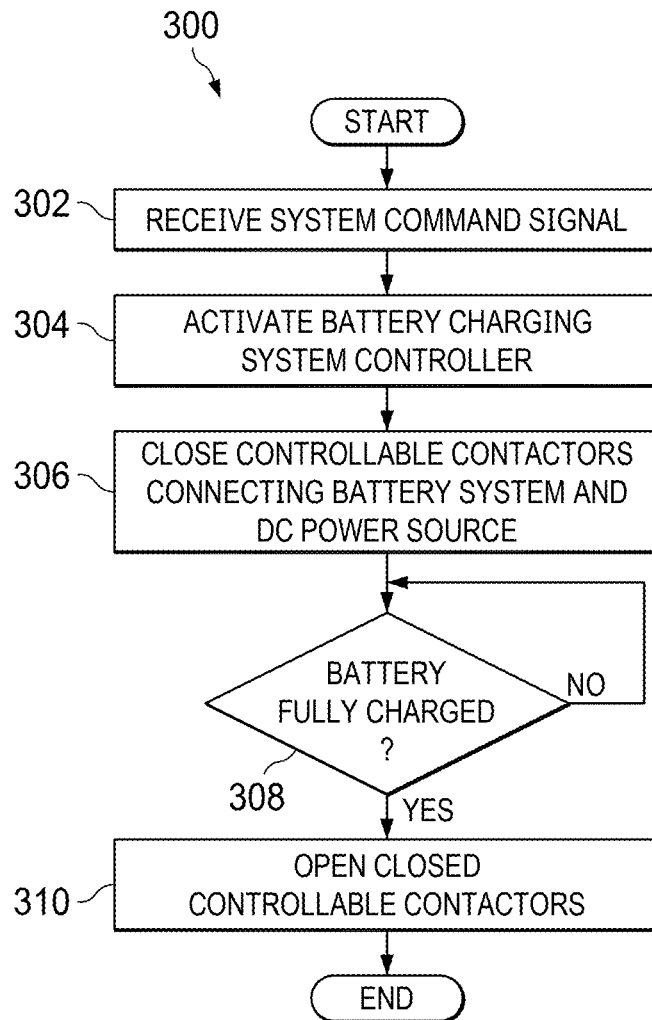 300
START
302
RECEIVE SYSTEM COMMAND SIGNAL
304
ACTIVATE BATTERY CHARGING
SYSTEM CONTROLLER
306
CLOSE CONTROLLABLE CONTACTORS
CONNECTING BATTERY SYSTEM AND
DC POWER SOURCE
BATTERY
FULLY CHARGED
?
NO
308
YES
310
OPEN CLOSED
CONTROLLABLE CONTACTORS
END